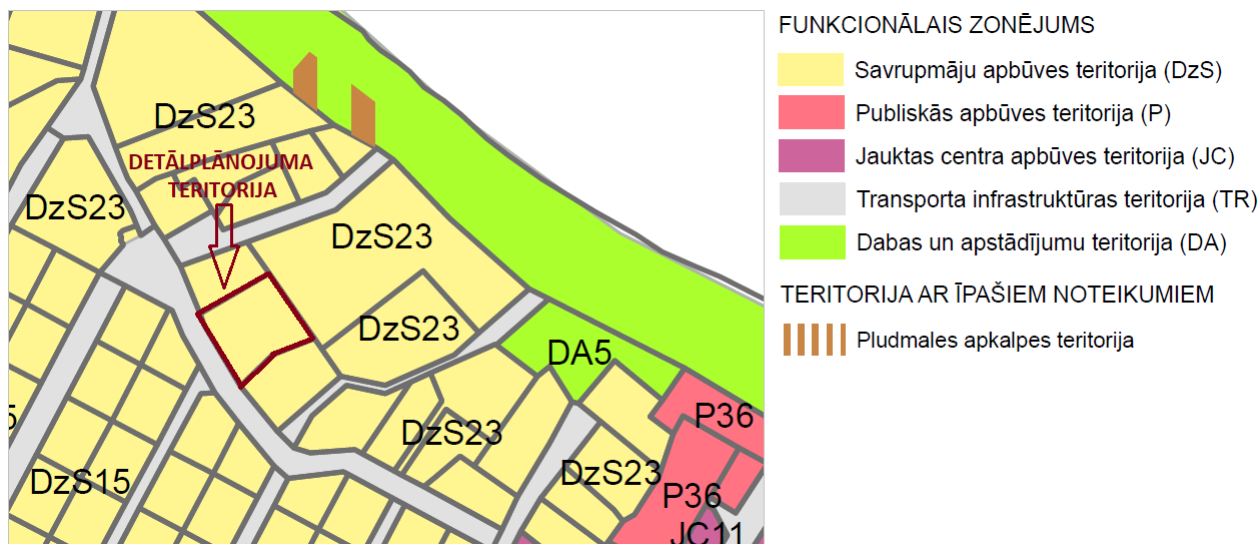 DzS23
DETĀLPLĀNOJUMA
TERITORIJA
DzS23
DzS23
DzS23
DA5
P36
DzS23
DzS23
5
DzS15
P36
JC11
FUNKCIONĀLAIS ZONĒJUMS
Savrupmāju apbūves teritorija (DzS)
Publiskās apbūves teritorija (P)
Jauktas centra apbūves teritorija (JC)
Transporta infrastruktūras teritorija (TR)
Dabas un apstādījumu teritorija (DA)
TERITORIJA AR ĪPAŠIEM NOTEIKUMIEM
Pludmales apkalpes teritorija